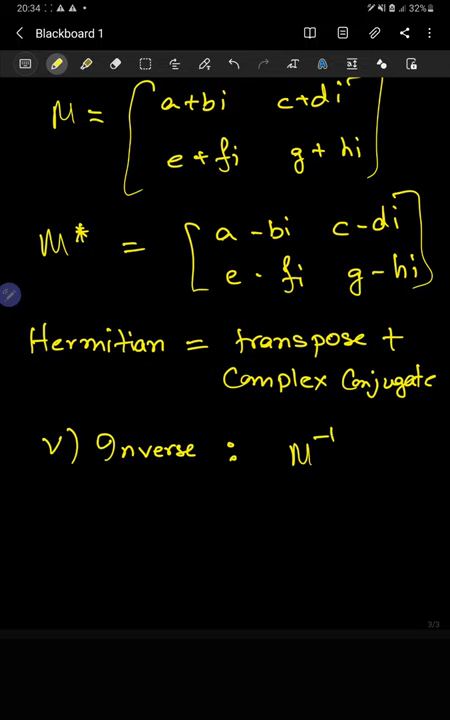 20:34 32%
Blackboard 1
M = [ a+bi c+di
e+fi g+hi ]
M* = [ a-bi c-di
e-fi g-hi ]
Hermitian = transpose +
Complex Conjugate
v) Inverse : M⁻¹
3/3